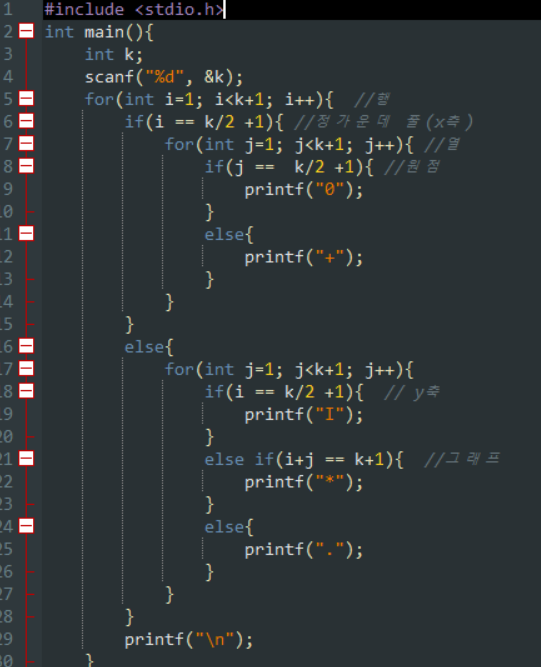 1 #include <stdio.h>
2 int main(){
3 int k;
4 scanf("%d", &k);
5 for(int i=1; i<k+1; i++){ //행
6 if(i == k/2 +1){ //정가운데 풀(x축)
7 for(int j=1; j<k+1; j++){ //열
8 if(j == k/2 +1){ //원점
9 printf("0");
10 }
11 else{
12 printf("+");
13 }
14 }
15 }
16 else{
17 for(int j=1; j<k+1; j++){
18 if(i == k/2 +1){ // y축
19 printf("I");
20 }
21 else if(i+j == k+1){ //그래프
22 printf("*");
23 }
24 else{
25 printf(".");
26 }
27 }
28 }
29 printf("\n");
30 }